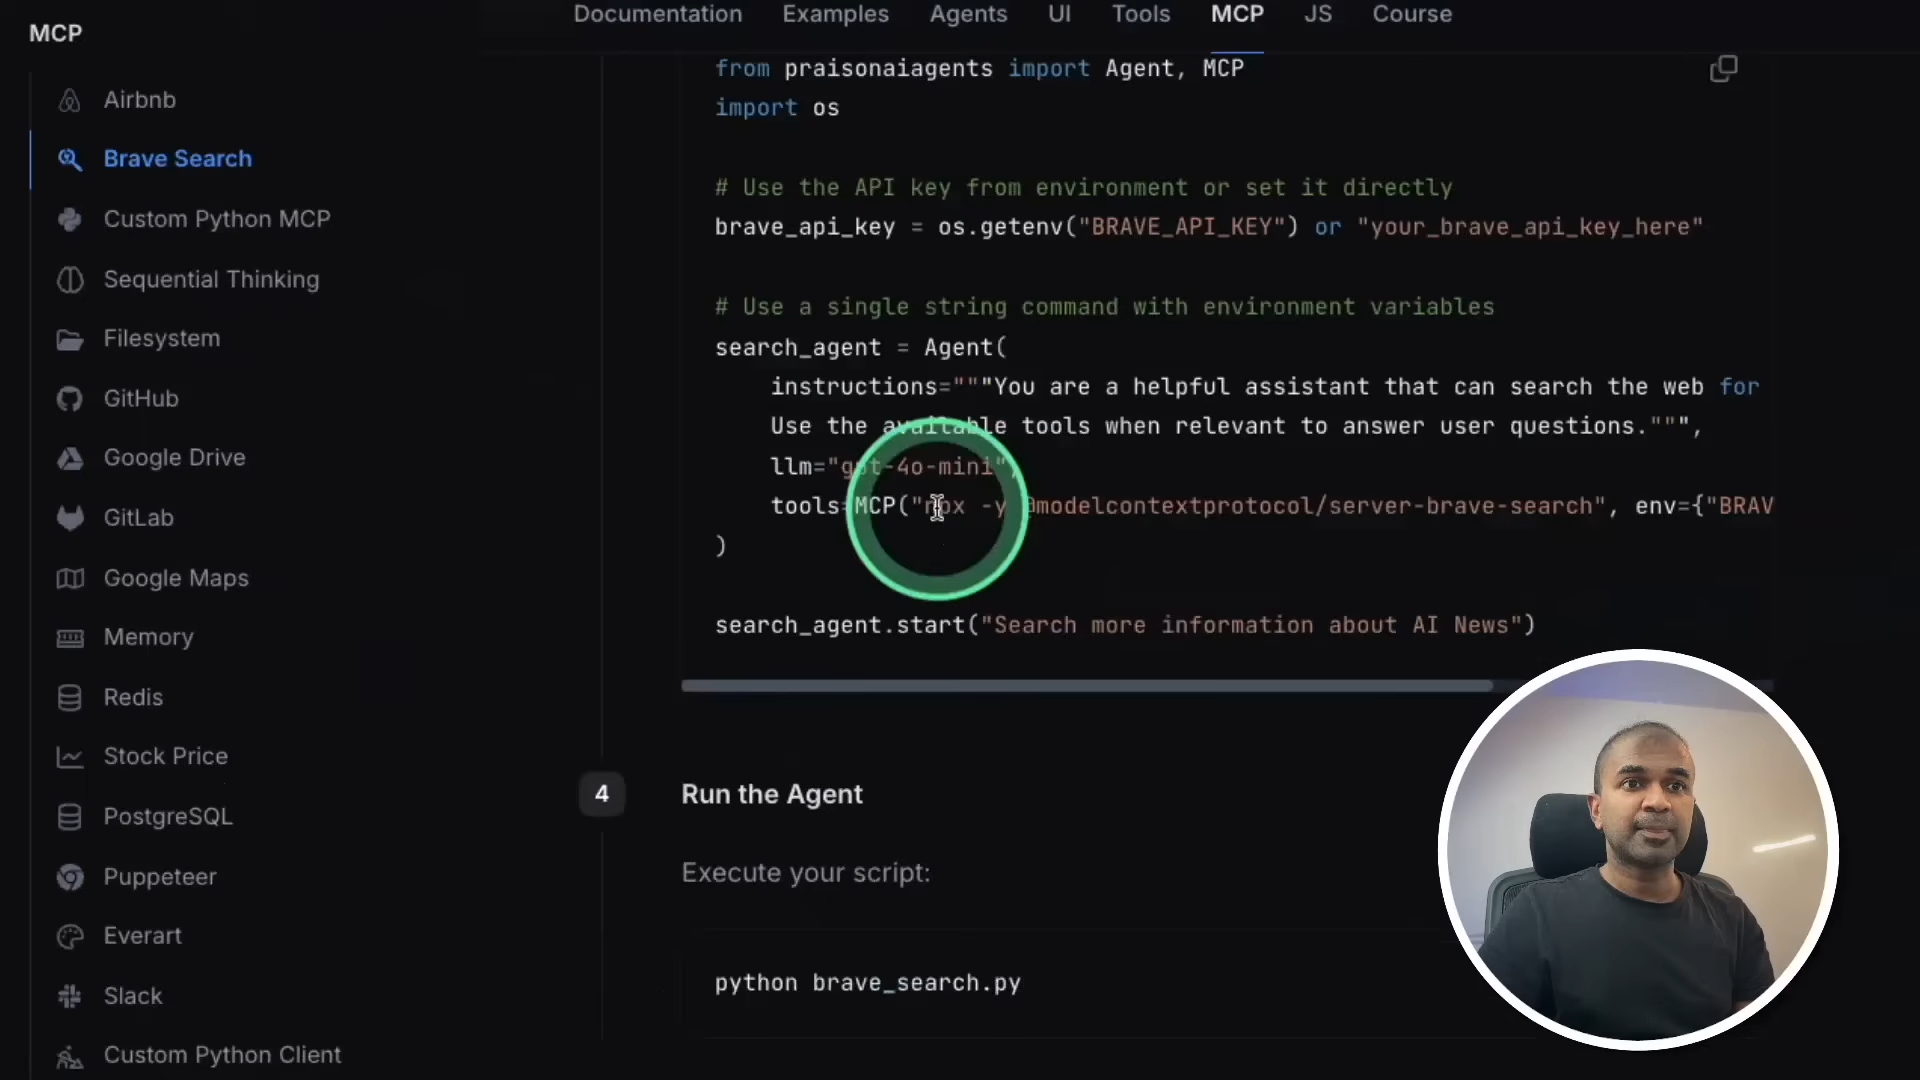 MCP
Documentation Examples Agents UI Tools MCP JS Course
Airbnb
Brave Search
Custom Python MCP
Sequential Thinking
Filesystem
GitHub
Google Drive
GitLab
Google Maps
Memory
Redis
Stock Price
PostgreSQL
Puppeteer
Everart
Slack
Custom Python Client
from praisonaiagents import Agent, MCP
import os
# Use the API key from environment or set it directly
brave_api_key = os.getenv("BRAVE_API_KEY") or "your_brave_api_key_here"
# Use a single string command with environment variables
search_agent = Agent(
instructions="""You are a helpful assistant that can search the web for
Use the available tools when relevant to answer user questions.""",
llm="gpt-4o-mini",
tools=MCP("npx -y @modelcontextprotocol/server-brave-search", env={"BRAV
)
search_agent.start("Search more information about AI News")
4 Run the Agent
Execute your script:
python brave_search.py